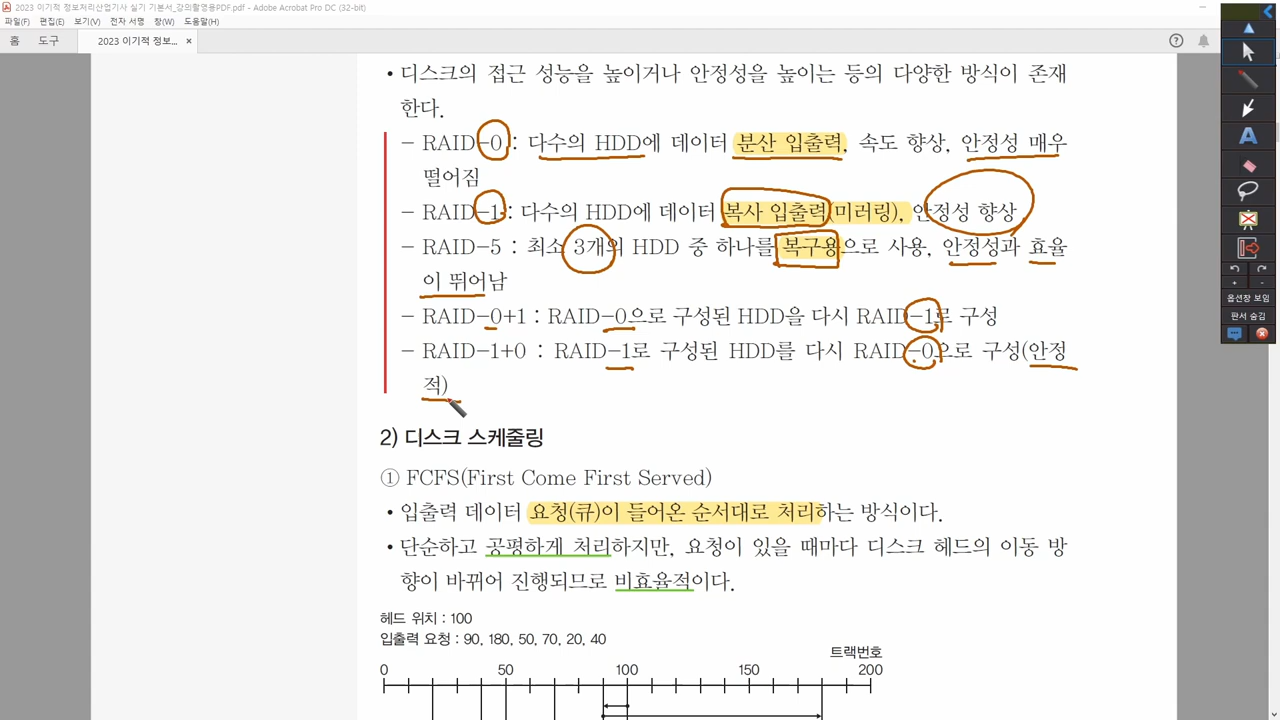 2023 이기적 정보처리산업기사 실기 기본서_강의촬영용PDF.pdf - Adobe Acrobat Pro DC (32-bit)
파일(F) 편집(E) 보기(V) 전자 서명 창(W) 도움말(H)
홈 도구 2023 이기적 정보... ×
• 디스크의 접근 성능을 높이거나 안정성을 높이는 등의 다양한 방식이 존재
한다.
– RAID-0 : 다수의 HDD에 데이터 분산 입출력, 속도 향상, 안정성 매우
떨어짐
– RAID-1 : 다수의 HDD에 데이터 복사 입출력(미러링), 안정성 향상
– RAID-5 : 최소 3개의 HDD 중 하나를 복구용으로 사용, 안정성과 효율
이 뛰어남
– RAID-0+1 : RAID-0으로 구성된 HDD을 다시 RAID-1로 구성
– RAID-1+0 : RAID-1로 구성된 HDD를 다시 RAID-0으로 구성(안정
적)
2) 디스크 스케줄링
① FCFS(First Come First Served)
• 입출력 데이터 요청(큐)이 들어온 순서대로 처리하는 방식이다.
• 단순하고 공평하게 처리하지만, 요청이 있을 때마다 디스크 헤드의 이동 방
향이 바뀌어 진행되므로 비효율적이다.
헤드 위치 : 100
입출력 요청 : 90, 180, 50, 70, 20, 40
트랙번호
0 50 100 150 200
A
옵션창 보임
판서 숨김